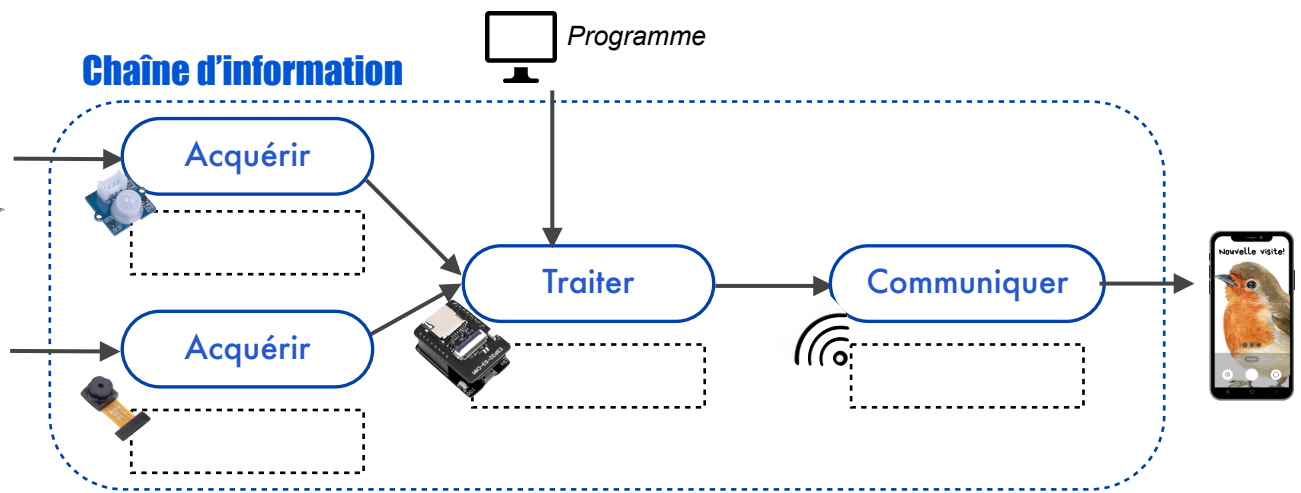 Programme
Chaîne d’information
Acquérir
Traiter
Communiquer
Nouvelle visite!
Acquérir